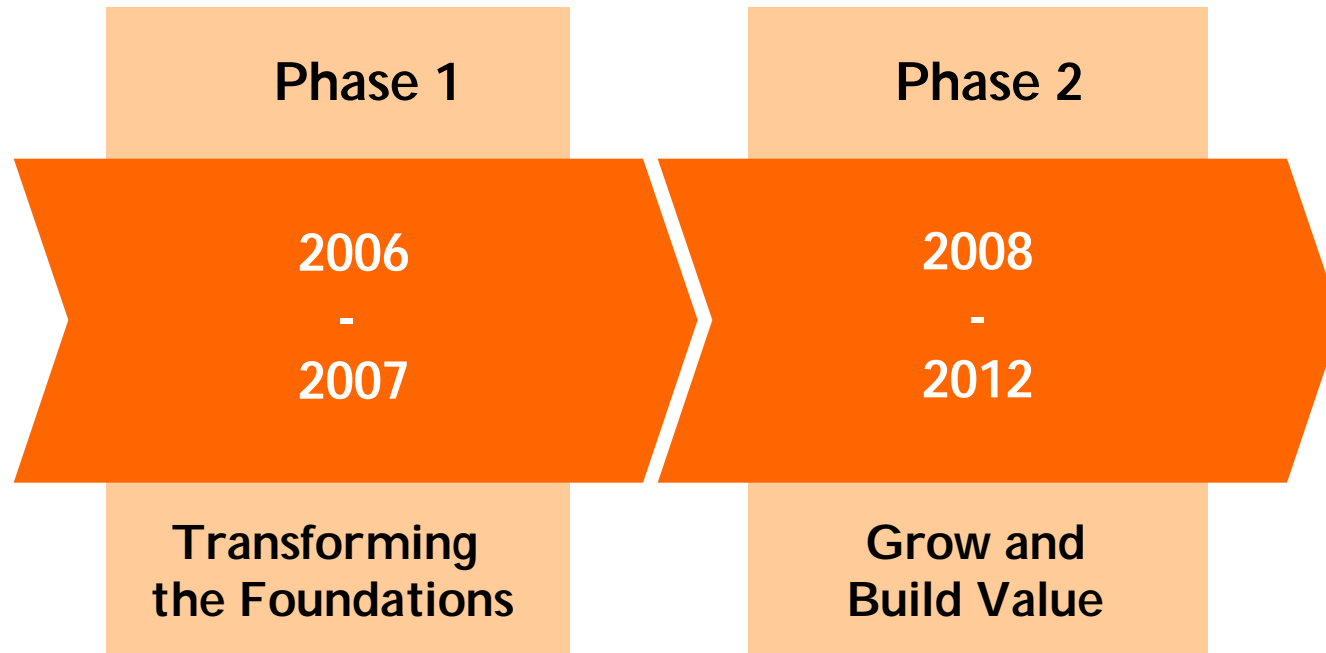 Phase 1
2006
-
2007
Transforming
the Foundations
Phase 2
2008
-
2012
Grow and
Build Value